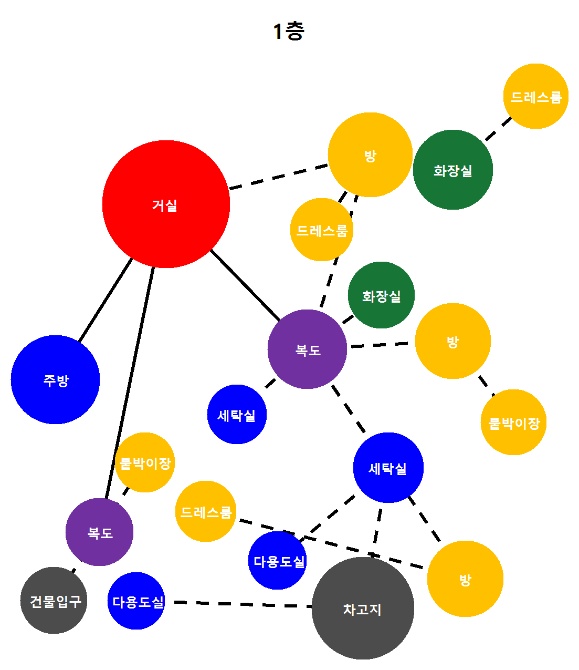 1층
드레스룸
방
화장실
거실
드레스룸
화장실
복도
방
주방
세탁실
붙박이장
붙박이장
세탁실
드레스룸
복도
다용도실
방
건물입구
다용도실
차고지